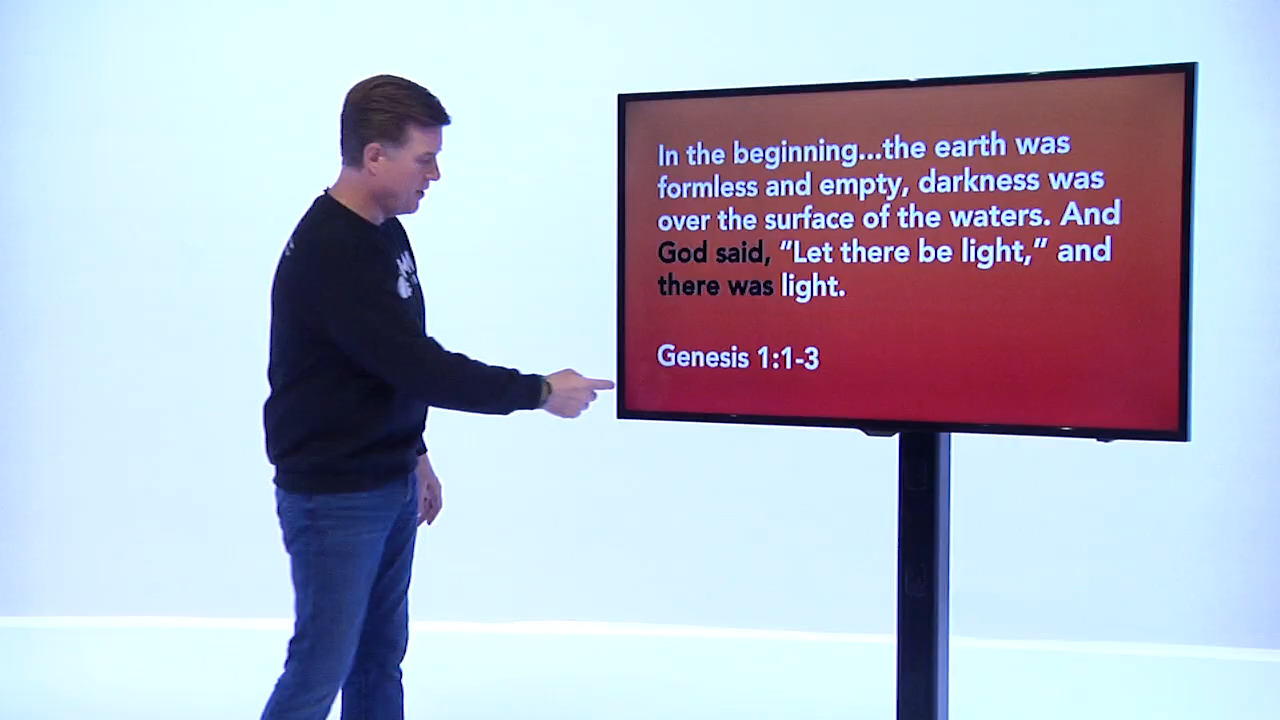 In the beginning...the earth was
formless and empty, darkness was
over the surface of the waters. And
God said, “Let there be light,” and
there was light.
Genesis 1:1-3